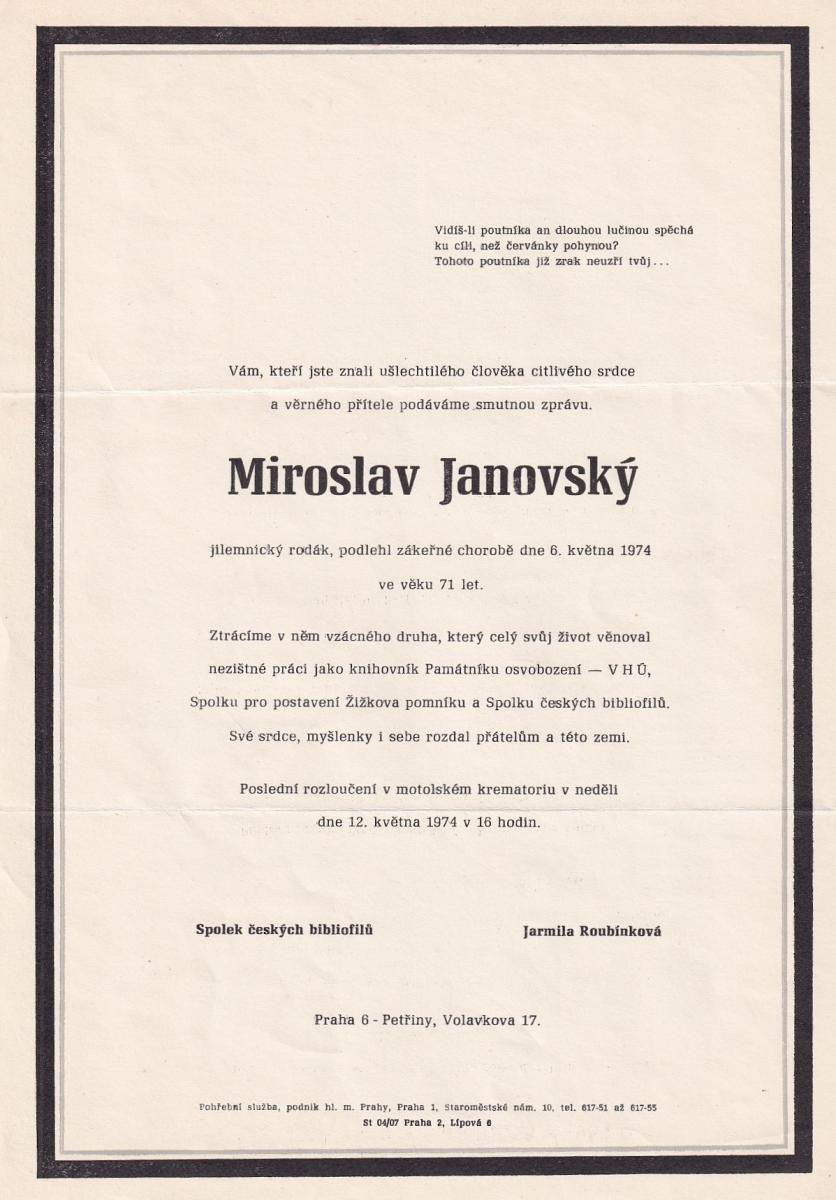 Vidíš-li poutníka an dlouhou lučinou spěchá
ku cíli, než červánky pohynou?
Tohoto poutníka již zrak neuzří tvůj...
Vám, kteří jste znali ušlechtilého člověka citlivého srdce
a věrného přítele podáváme smutnou zprávu.
Miroslav Janovský
jilemnický rodák, podlehl zákeřné chorobě dne 6. května 1974
ve věku 71 let.
Ztrácíme v něm vzácného druha, který celý svůj život věnoval
nezištné práci jako knihovník Památníku osvobození — V H Ú,
Spolku pro postavení Žižkova pomníku a Spolku českých bibliofilů.
Své srdce, myšlenky i sebe rozdal přátelům a této zemi.
Poslední rozloučení v motolském krematoriu v neděli
dne 12. května 1974 v 16 hodin.
Spolek českých bibliofilů Jarmila Roubínková
Praha 6 - Petřiny, Volavkova 17.
Pohřební služba, podnik hl. m. Prahy, Praha 1, Staroměstské nám. 10, tel. 617-51 až 617-55
St 04/07 Praha 2, Lípová 6